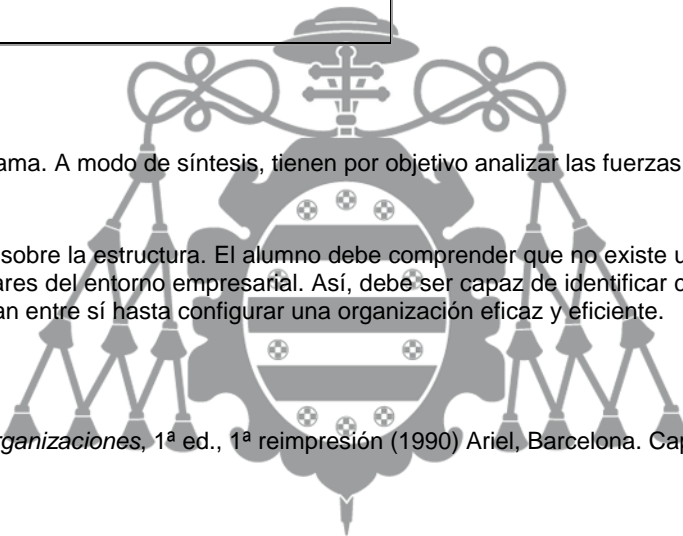 ama. A modo de síntesis, tienen por objetivo analizar las fuerzas
sobre la estructura. El alumno debe comprender que no existe u
ares del entorno empresarial. Así, debe ser capaz de identificar c
an entre sí hasta configurar una organización eficaz y eficiente.
rganizaciones, 1ª ed., 1ª reimpresión (1990) Ariel, Barcelona. Cap